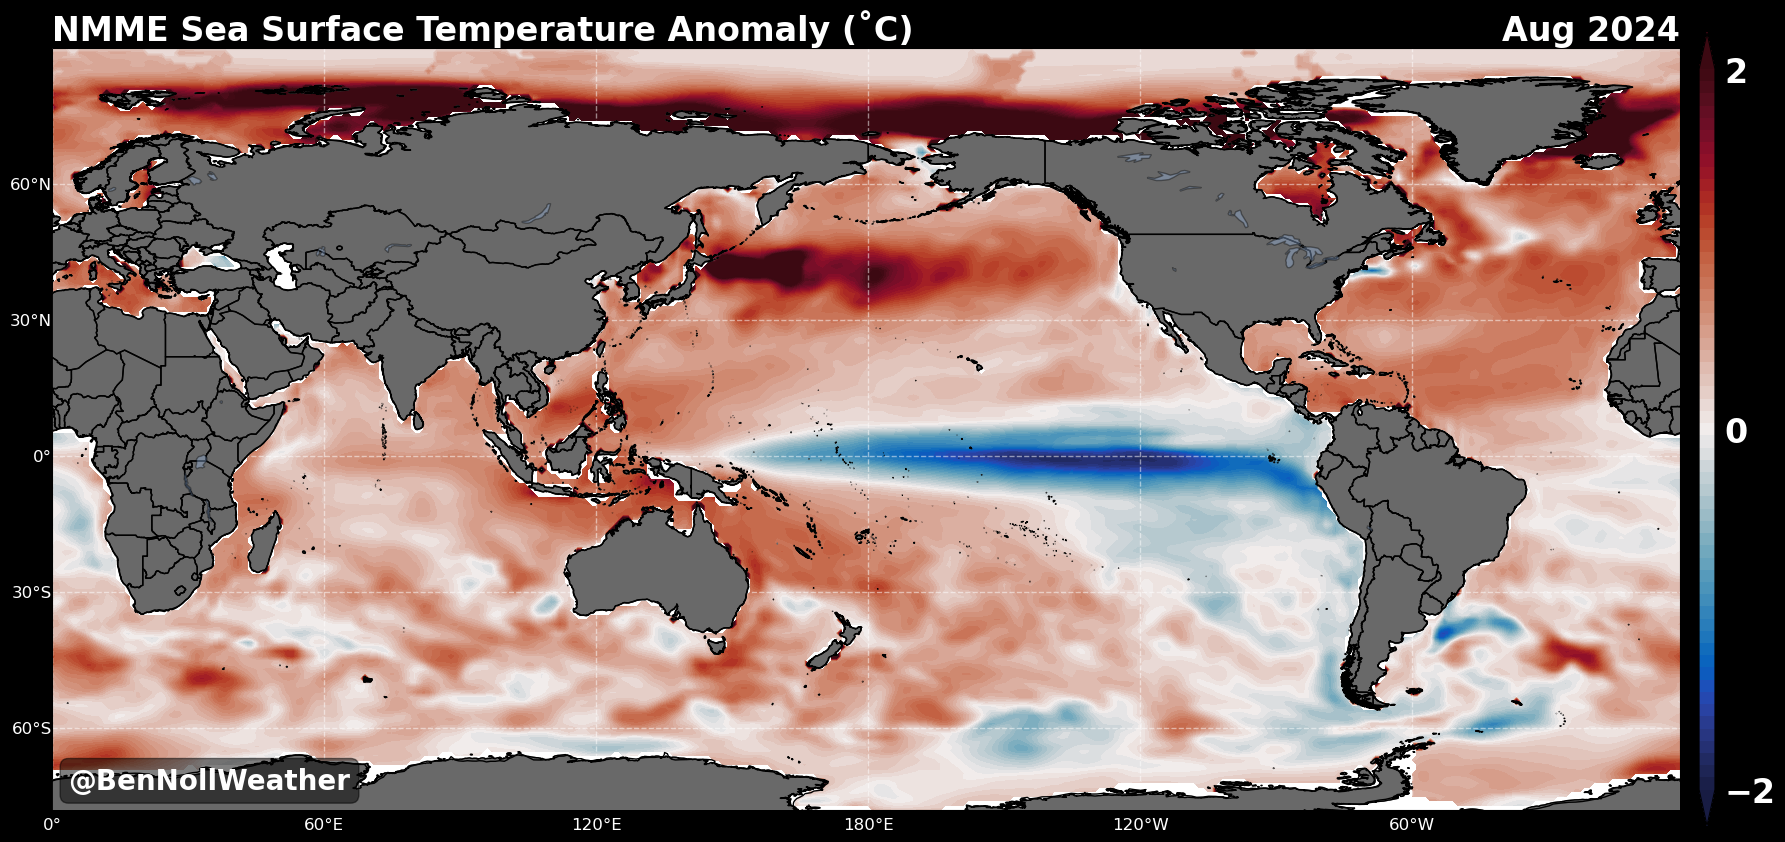 NMME Sea Surface Temperature Anomaly (˚C)
Aug 2024
2
0
−2
60°N
30°N
0°
30°S
60°S
@BenNollWeather
0°
60°E
120°E
180°E
120°W
60°W